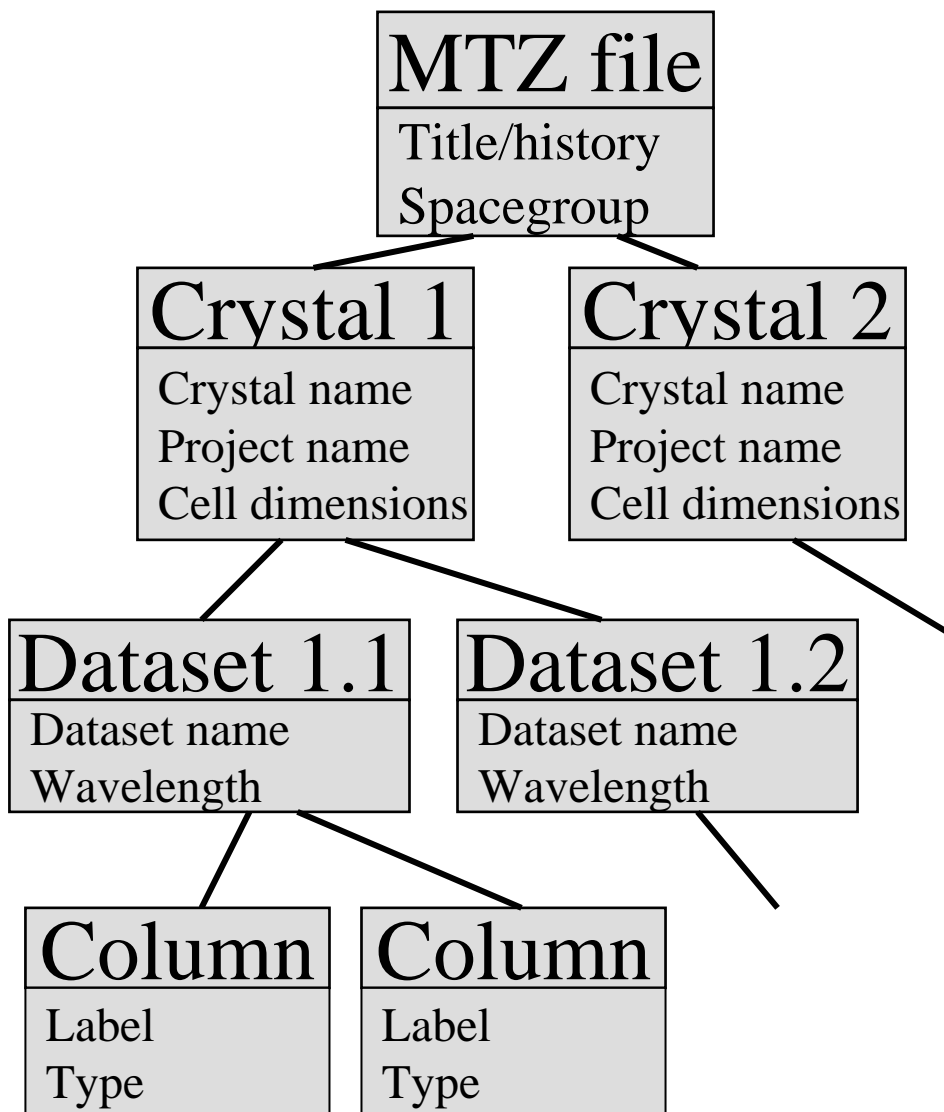 MTZ file
Title/history
Spacegroup
Crystal 1
Crystal name
Project name
Cell dimensions
Crystal 2
Crystal name
Project name
Cell dimensions
Dataset 1.1
Dataset name
Wavelength
Dataset 1.2
Dataset name
Wavelength
Column
Label
Type
Column
Label
Type